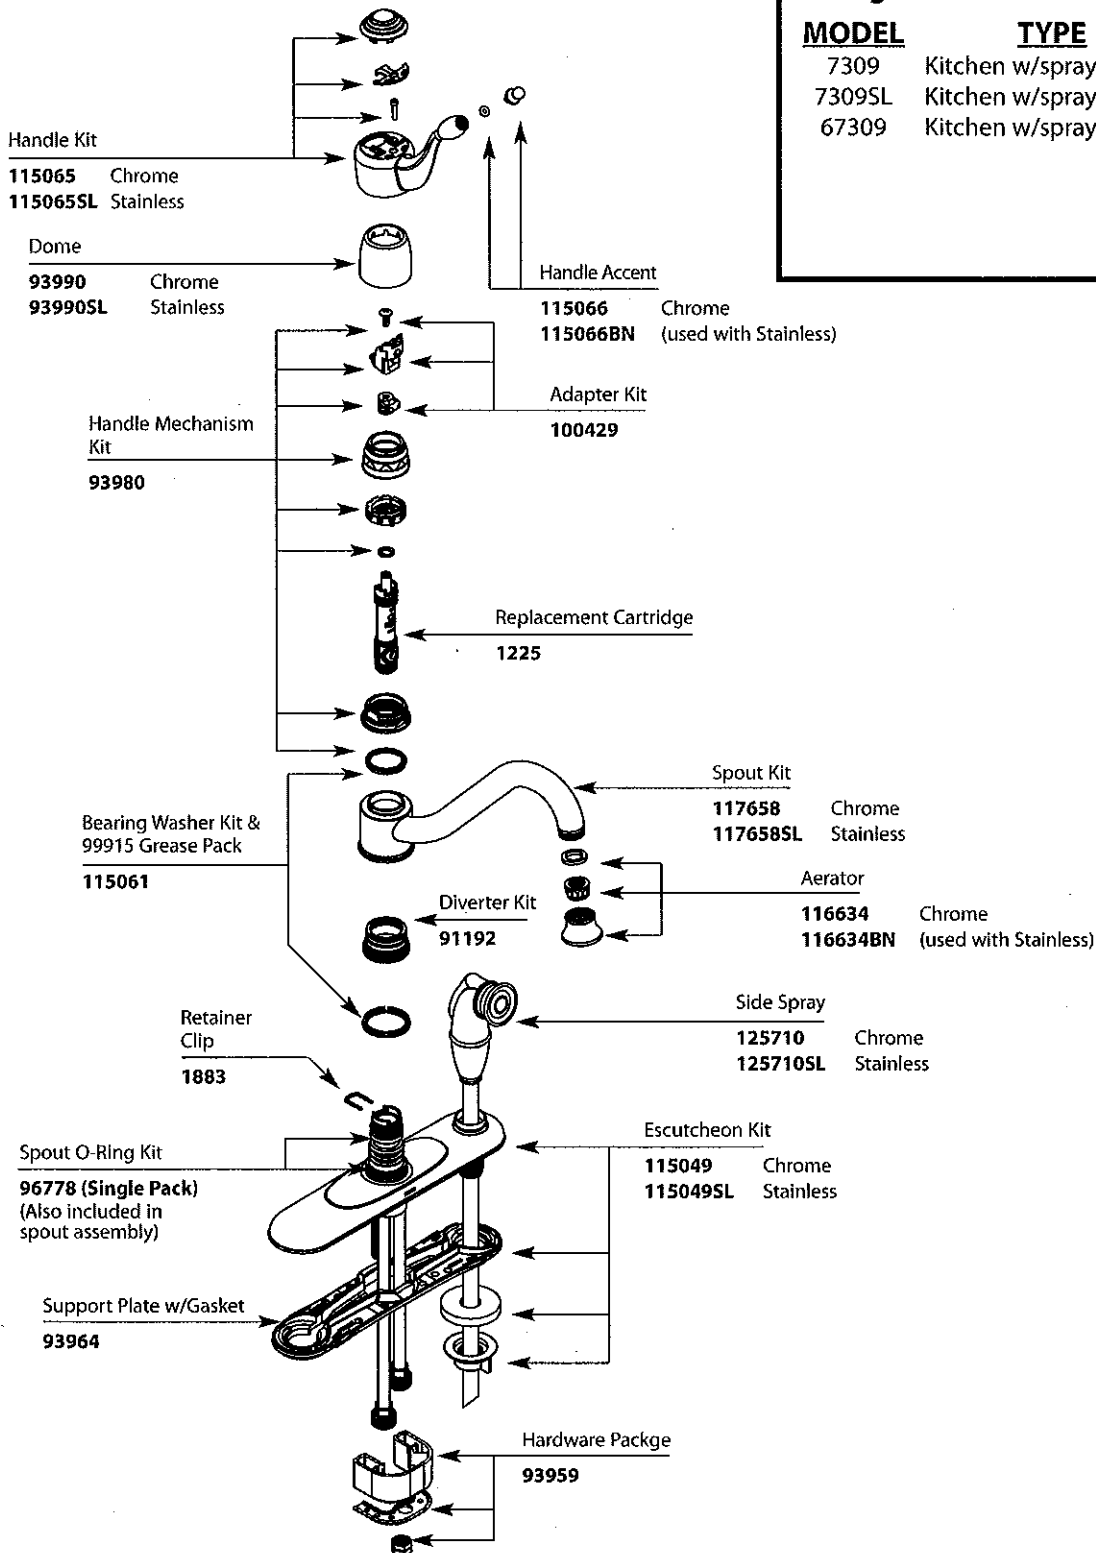 MODEL TYPE
7309 Kitchen w/spray
7309SL Kitchen w/spray
67309 Kitchen w/spray
Handle Kit
115065 Chrome
115065SL Stainless
Dome
93990 Chrome
93990SL Stainless
Handle Accent
115066 Chrome
115066BN (used with Stainless)
Adapter Kit
100429
Handle Mechanism
Kit
93980
Replacement Cartridge
1225
Spout Kit
117658 Chrome
117658SL Stainless
Bearing Washer Kit &
99915 Grease Pack
115061
Aerator
116634 Chrome
116634BN (used with Stainless)
Diverter Kit
91192
Side Spray
125710 Chrome
125710SL Stainless
Retainer
Clip
1883
Escutcheon Kit
115049 Chrome
115049SL Stainless
Spout O-Ring Kit
96778 (Single Pack)
(Also included in
spout assembly)
Support Plate w/Gasket
93964
Hardware Packge
93959